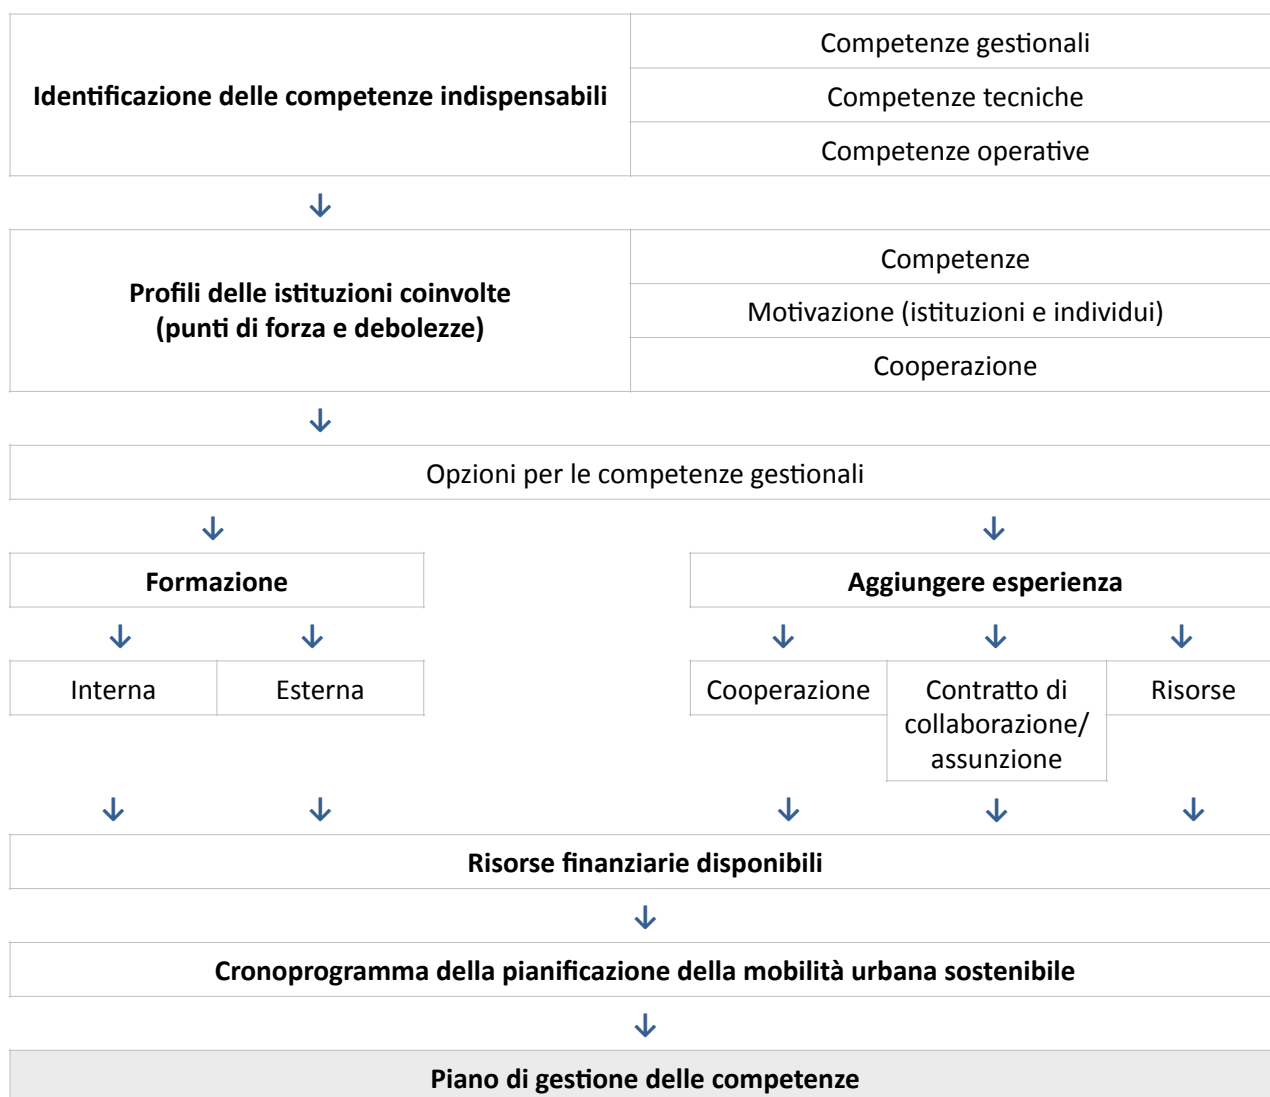 Identificazione delle competenze indispensabili
Competenze gestionali
Competenze tecniche
Competenze operative
Profili delle istituzioni coinvolte
(punti di forza e debolezze)
Competenze
Motivazione (istituzioni e individui)
Cooperazione
Opzioni per le competenze gestionali
Formazione
Aggiungere esperienza
Interna
Esterna
Cooperazione
Contratto di
collaborazione/
assunzione
Risorse
Risorse finanziarie disponibili
Cronoprogramma della pianificazione della mobilità urbana sostenibile
Piano di gestione delle competenze